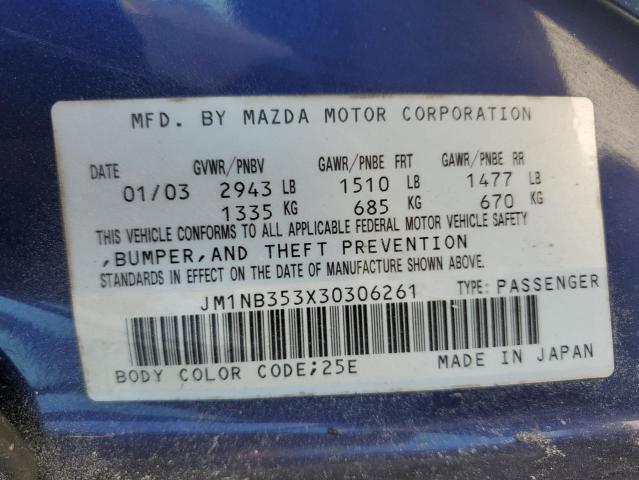 MFD. BY MAZDA MOTOR CORPORATION
DATE GVWR/PNBV GAWR/PNBE FRT GAWR/PNBE RR
01/03 2943 LB 1510 LB 1477 LB
1335 KG 685 KG 670 KG
THIS VEHICLE CONFORMS TO ALL APPLICABLE FEDERAL MOTOR VEHICLE SAFETY
,BUMPER,AND THEFT PREVENTION
STANDARDS IN EFFECT ON THE DATE OF MANUFACTURE SHOWN ABOVE.
JM1NB353X30306261 TYPE: PASSENGER
BODY COLOR CODE;25E MADE IN JAPAN